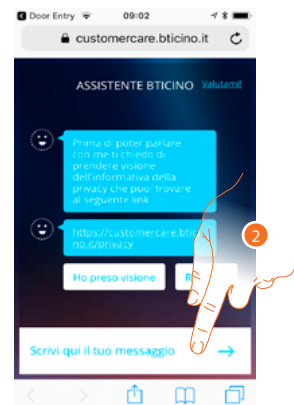 Door Entry 09:02
customercare.bticino.it
ASSISTENTE BTICINO Valutami!
Prima di poter parlare
con me ti chiedo di
prendere visione
dell'informativa della
privacy che puoi trovare
al seguente link
https://customercare.btici
no.it/privacy
2
Ho preso visione R
Scrivi qui il tuo messaggio